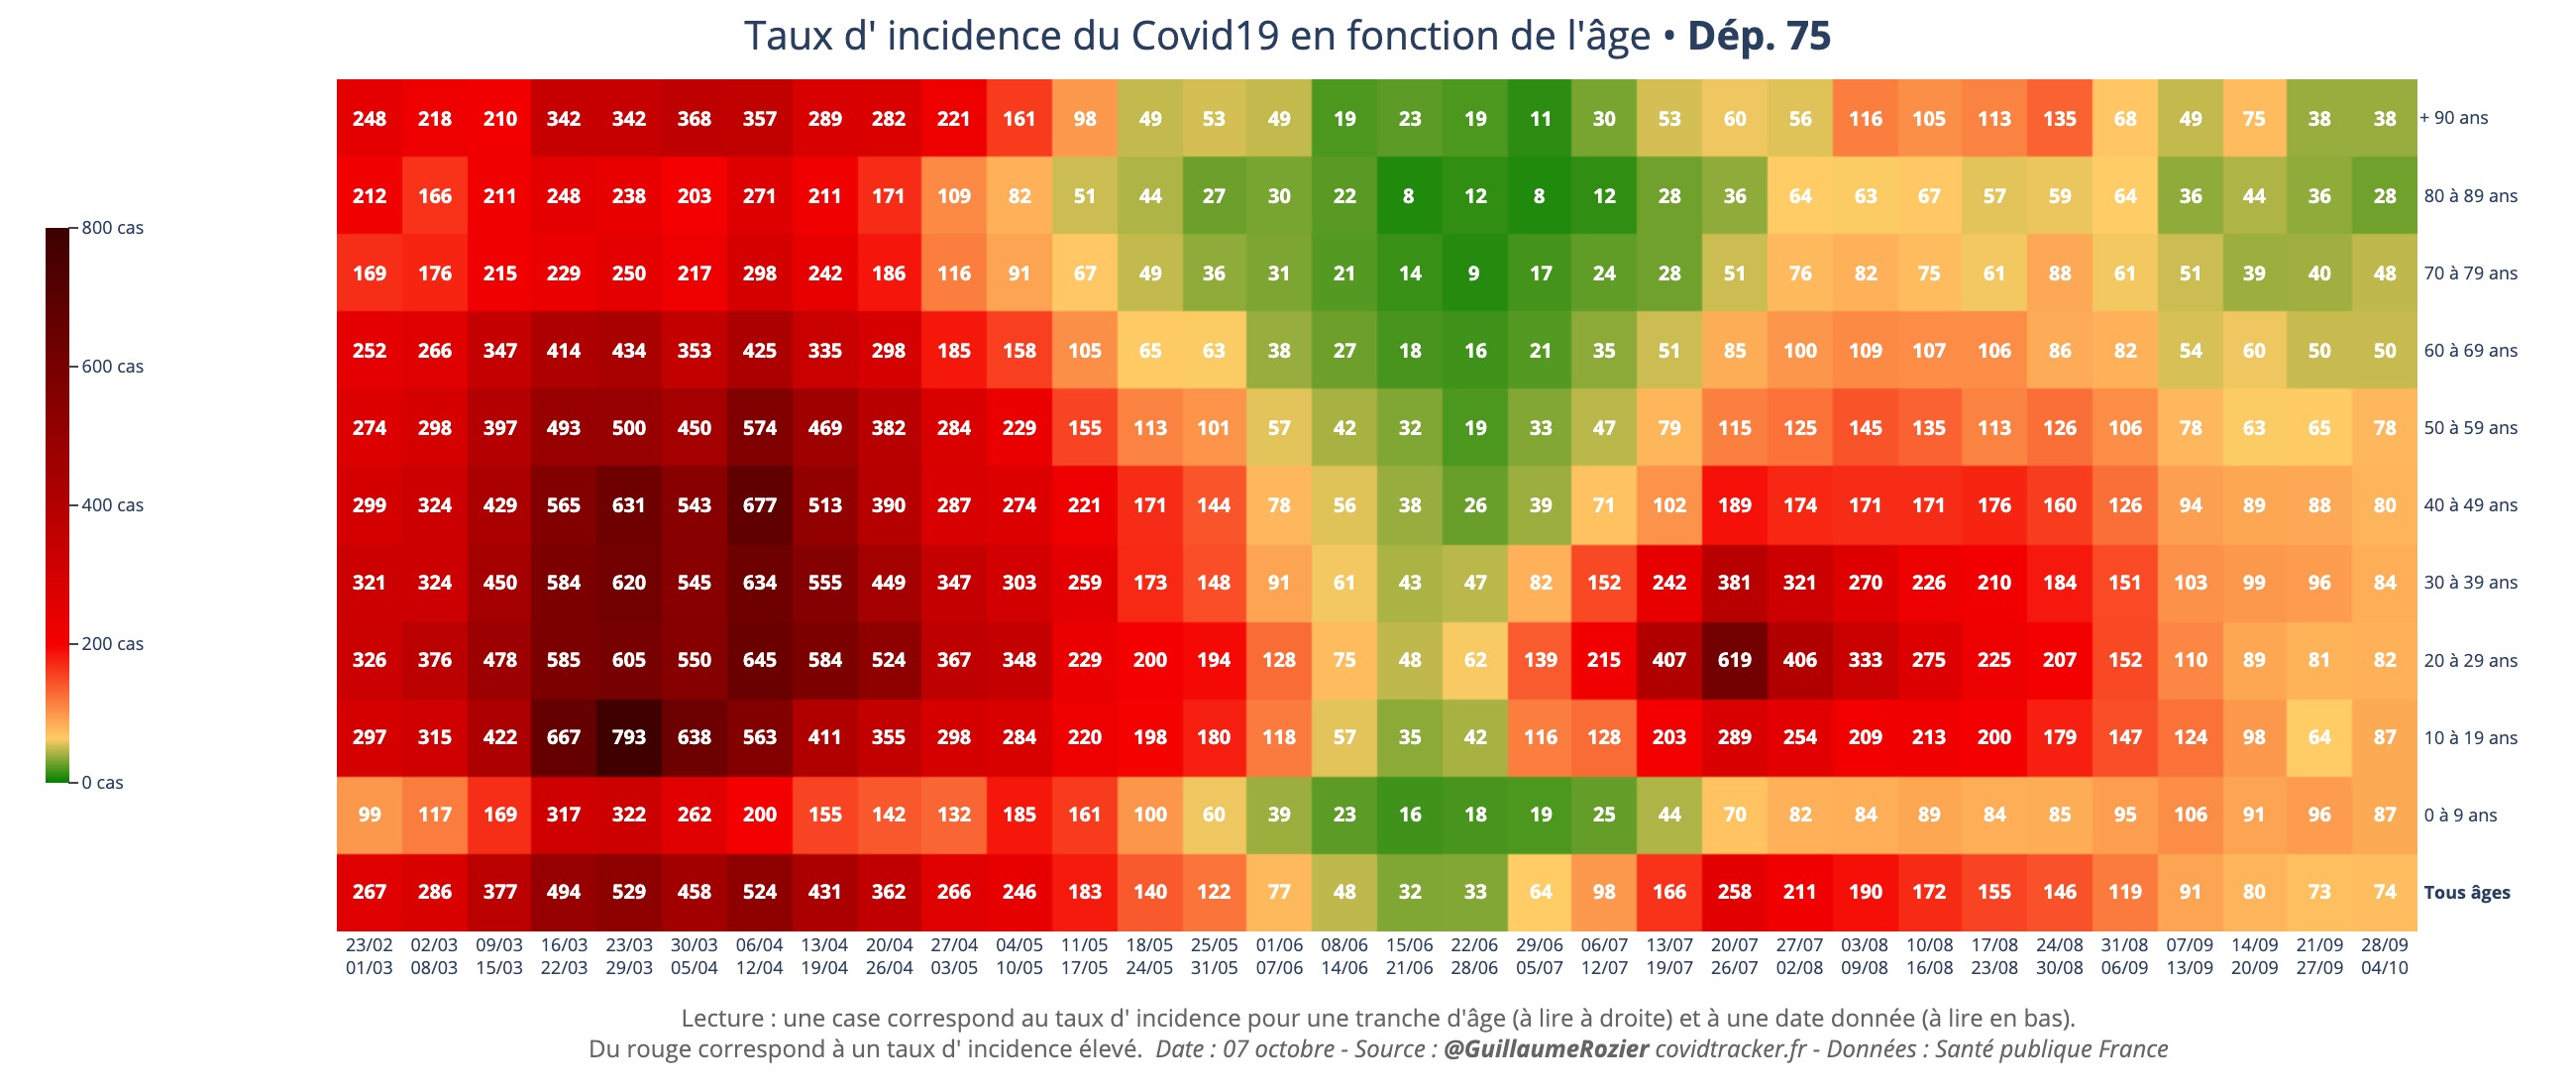 Taux d' incidence du Covid19 en fonction de l'âge • Dép. 75
800 cas
600 cas
400 cas
200 cas
0 cas
248 218 210 342 342 368 357 289 282 221 161 98 49 53 49 19 23 19 11 30 53 60 56 116 105 113 135 68 49 75 38 38 + 90 ans
212 166 211 248 238 203 271 211 171 109 82 51 44 27 30 22 8 12 8 12 28 36 64 63 67 57 59 64 36 44 36 28 80 à 89 ans
169 176 215 229 250 217 298 242 186 116 91 67 49 36 31 21 14 9 17 24 28 51 76 82 75 61 88 61 51 39 40 48 70 à 79 ans
252 266 347 414 434 353 425 335 298 185 158 105 65 63 38 27 18 16 21 35 51 85 100 109 107 106 86 82 54 60 50 50 60 à 69 ans
274 298 397 493 500 450 574 469 382 284 229 155 113 101 57 42 32 19 33 47 79 115 125 145 135 113 126 106 78 63 65 78 50 à 59 ans
299 324 429 565 631 543 677 513 390 287 274 221 171 144 78 56 38 26 39 71 102 189 174 171 171 176 160 126 94 89 88 80 40 à 49 ans
321 324 450 584 620 545 634 555 449 347 303 259 173 148 91 61 43 47 82 152 242 381 321 270 226 210 184 151 103 99 96 84 30 à 39 ans
326 376 478 585 605 550 645 584 524 367 348 229 200 194 128 75 48 62 139 215 407 619 406 333 275 225 207 152 110 89 81 82 20 à 29 ans
297 315 422 667 793 638 563 411 355 298 284 220 198 180 118 57 35 42 116 128 203 289 254 209 213 200 179 147 124 98 64 87 10 à 19 ans
99 117 169 317 322 262 200 155 142 132 185 161 100 60 39 23 16 18 19 25 44 70 82 84 89 84 85 95 106 91 96 87 0 à 9 ans
267 286 377 494 529 458 524 431 362 266 246 183 140 122 77 48 32 33 64 98 166 258 211 190 172 155 146 119 91 80 73 74 Tous âges
23/02 02/03 09/03 16/03 23/03 30/03 06/04 13/04 20/04 27/04 04/05 11/05 18/05 25/05 01/06 08/06 15/06 22/06 29/06 06/07 13/07 20/07 27/07 03/08 10/08 17/08 24/08 31/08 07/09 14/09 21/09 28/09
01/03 08/03 15/03 22/03 29/03 05/04 12/04 19/04 26/04 03/05 10/05 17/05 24/05 31/05 07/06 14/06 21/06 28/06 05/07 12/07 19/07 26/07 02/08 09/08 16/08 23/08 30/08 06/09 13/09 20/09 27/09 04/10
Lecture : une case correspond au taux d' incidence pour une tranche d'âge (à lire à droite) et à une date donnée (à lire en bas).
Du rouge correspond à un taux d' incidence élevé. Date : 07 octobre - Source : @GuillaumeRozier covidtracker.fr - Données : Santé publique France